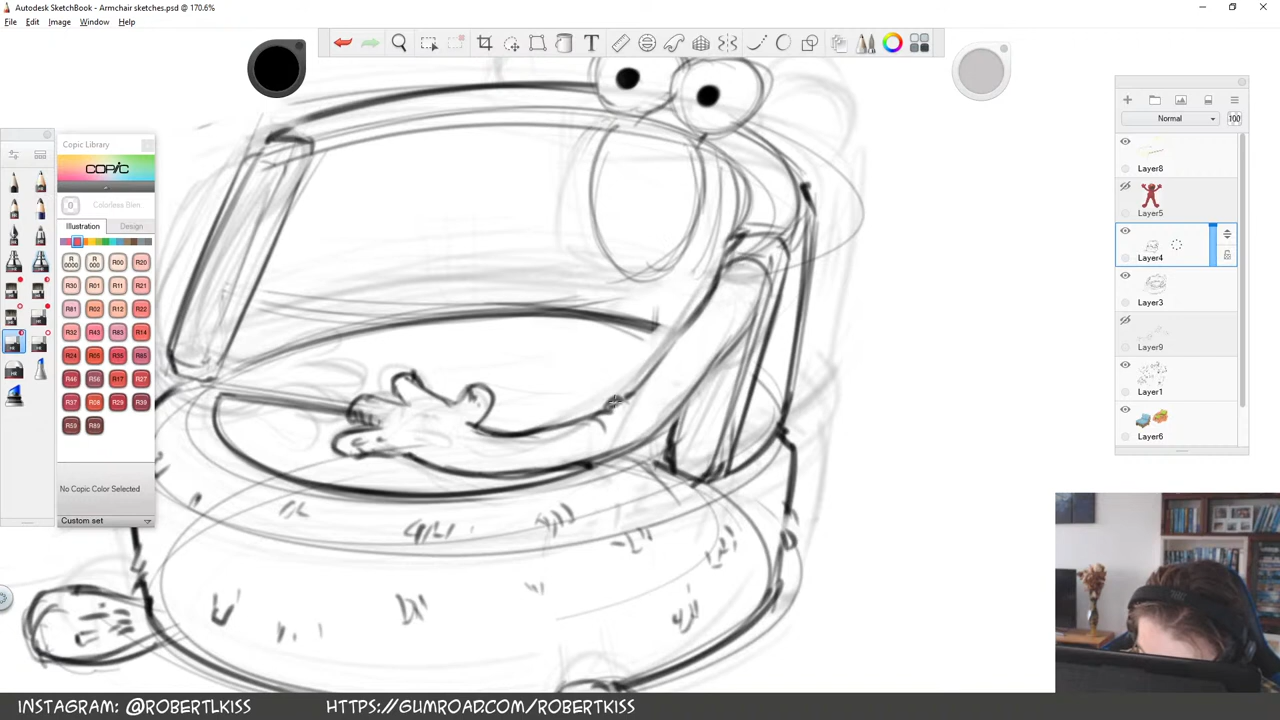 Autodesk SketchBook - Armchair sketches.psd @ 170.6%
File Edit Image Window Help
Copic Library
COPIC
0 Colorless Blen
Illustration Design
R0000 R000 R00 R20
R30 R01 R11 R21
R81 R02 R12 R22
R32 R43 R83 R14
R24 R05 R35 R85
R46 R56 R17 R27
R37 R08 R29 R39
R59 R89
No Copic Color Selected
Custom set
Normal 100
Layer8
Layer5
Layer4
Layer3
Layer9
Layer1
Layer6
INSTAGRAM: @ROBERTLKISS HTTPS://GUMROAD.COM/ROBERTKISS